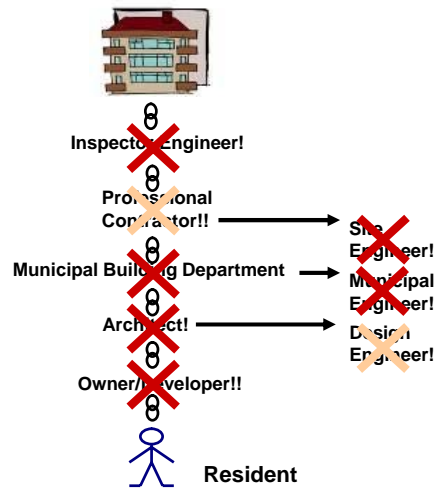 Inspector Engineer!
Professional
Contractor!!
Site
Engineer!
Municipal Building Department
Municipal
Engineer!
Architect!
Design
Engineer!
Owner/Developer!!
Resident